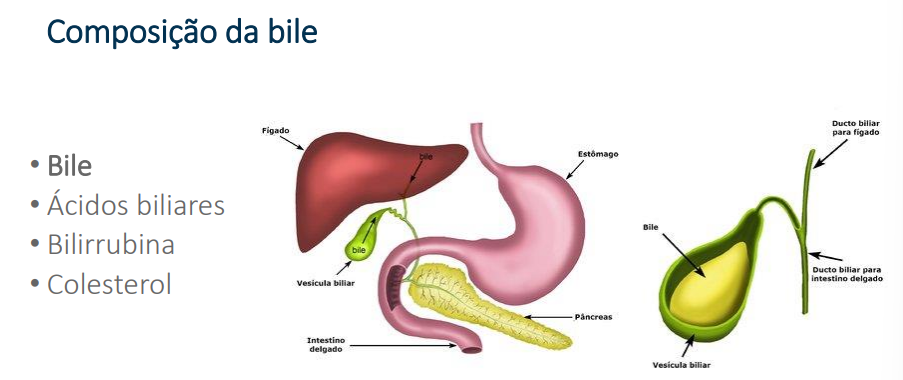 Composição da bile
• Bile
• Ácidos biliares
• Bilirrubina
• Colesterol
Fígado
bile
Estômago
bile
Vesícula biliar
Pâncreas
Intestino
delgado
Ducto biliar
para fígado
Bile
Ducto biliar para
intestino delgado
Vesícula biliar